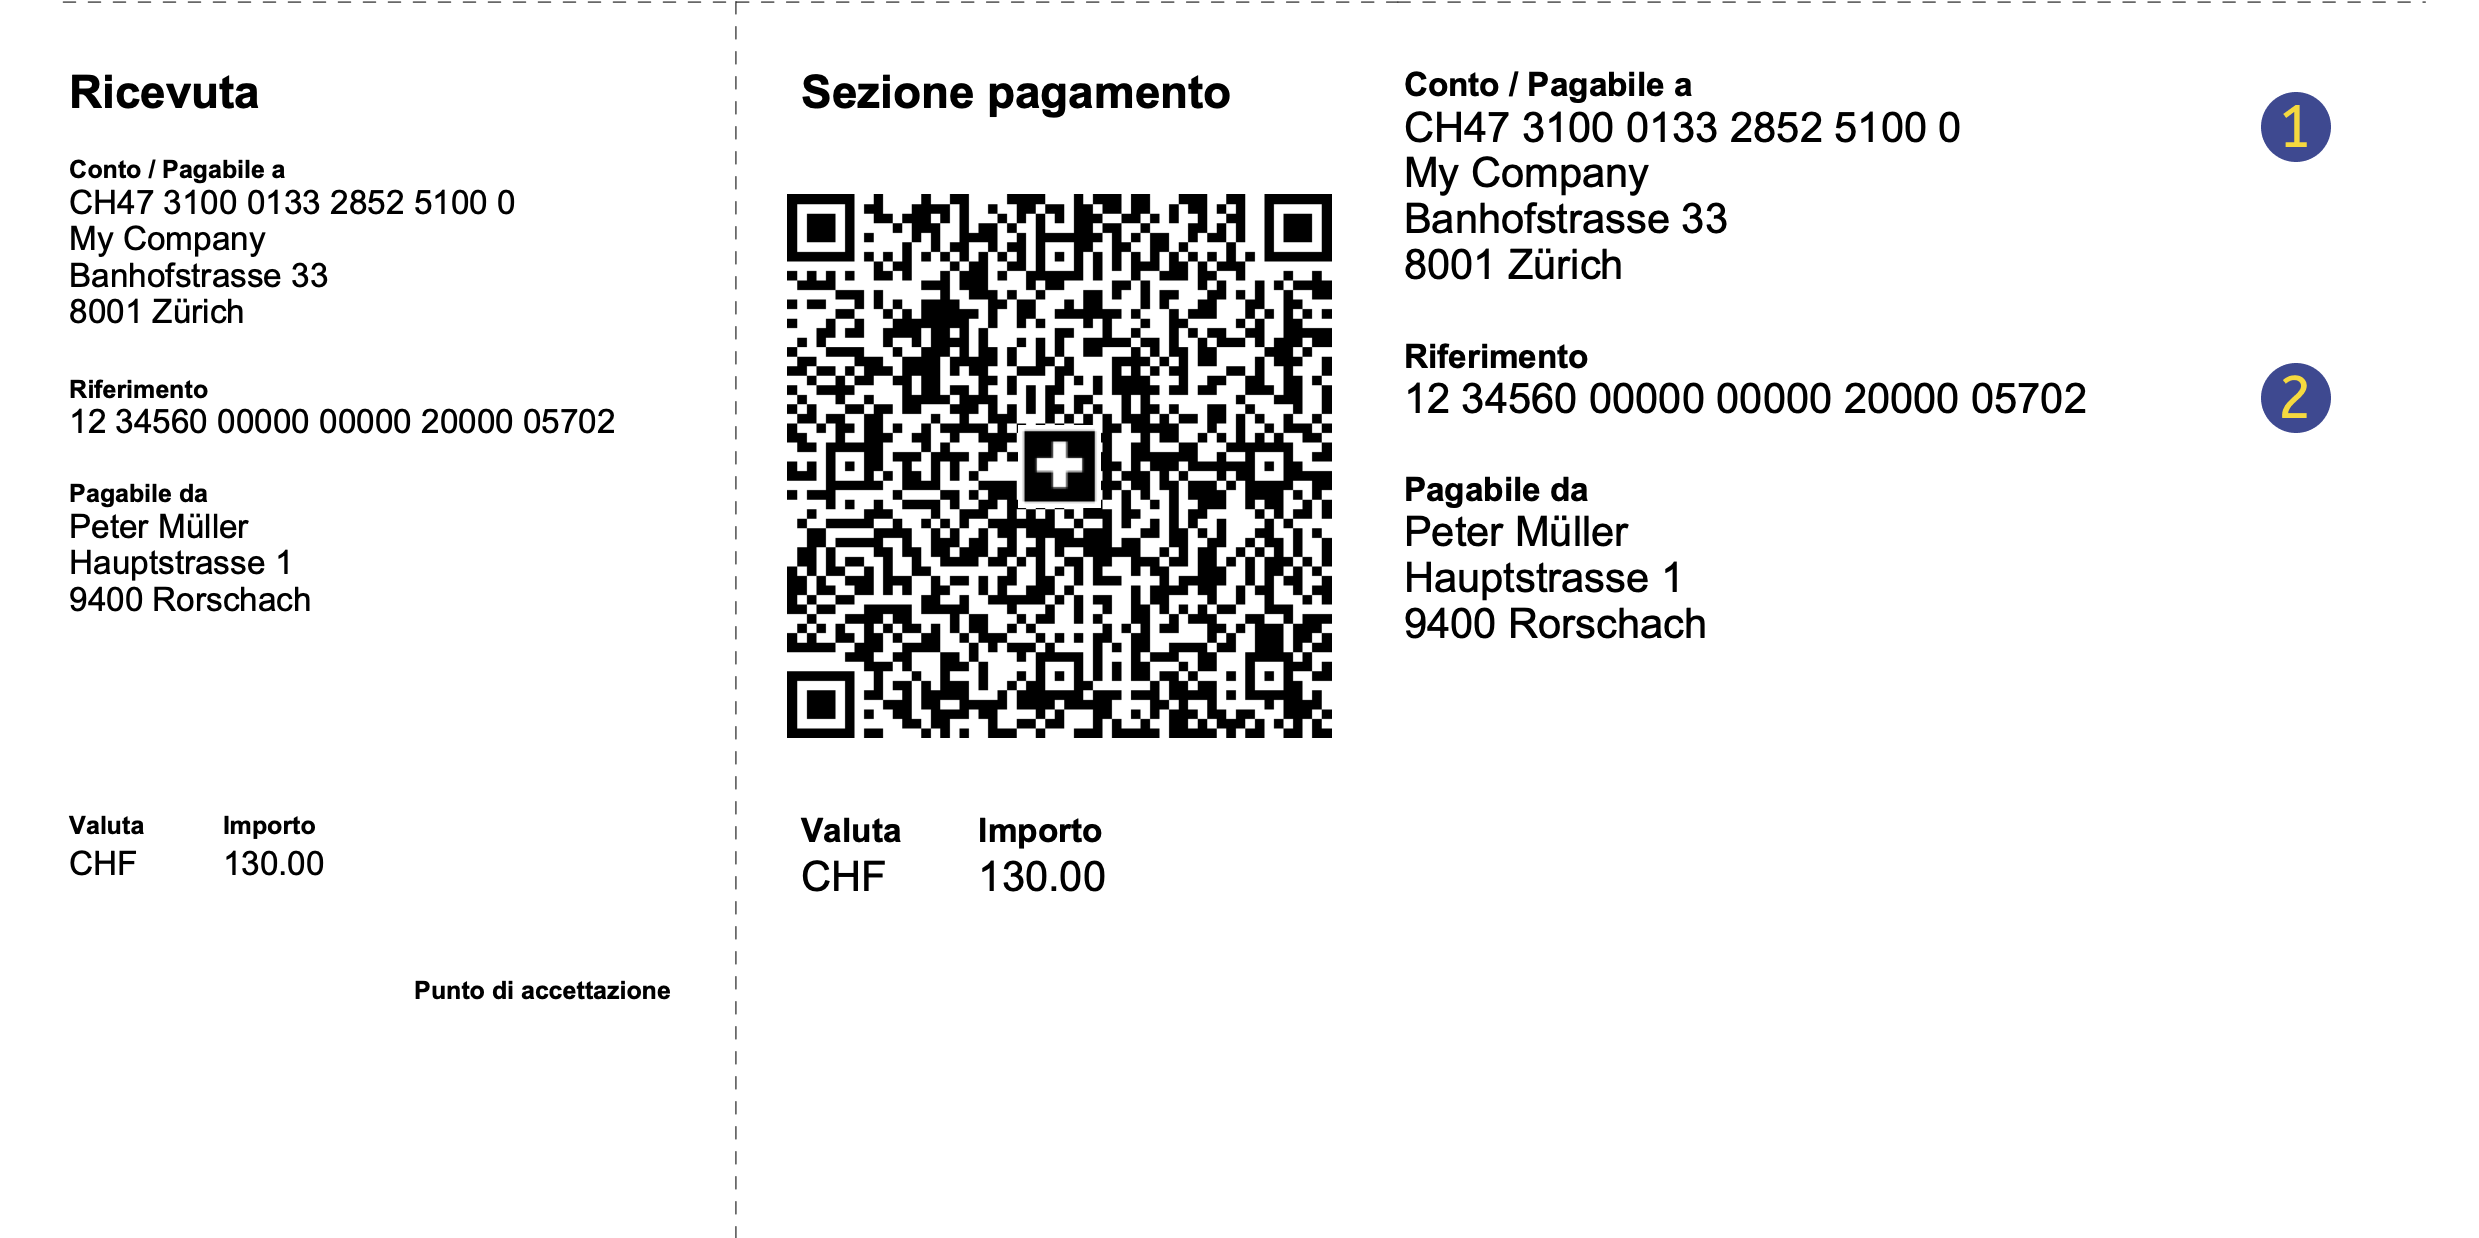 Ricevuta
Conto / Pagabile a
CH47 3100 0133 2852 5100 0
My Company
Banhofstrasse 33
8001 Zürich
Riferimento
12 34560 00000 00000 20000 05702
Pagabile da
Peter Müller
Hauptstrasse 1
9400 Rorschach
Valuta Importo
CHF 130.00
Punto di accettazione
Sezione pagamento
Valuta Importo
CHF 130.00
Conto / Pagabile a
CH47 3100 0133 2852 5100 0
My Company
Banhofstrasse 33
8001 Zürich
1
Riferimento
12 34560 00000 00000 20000 05702
2
Pagabile da
Peter Müller
Hauptstrasse 1
9400 Rorschach